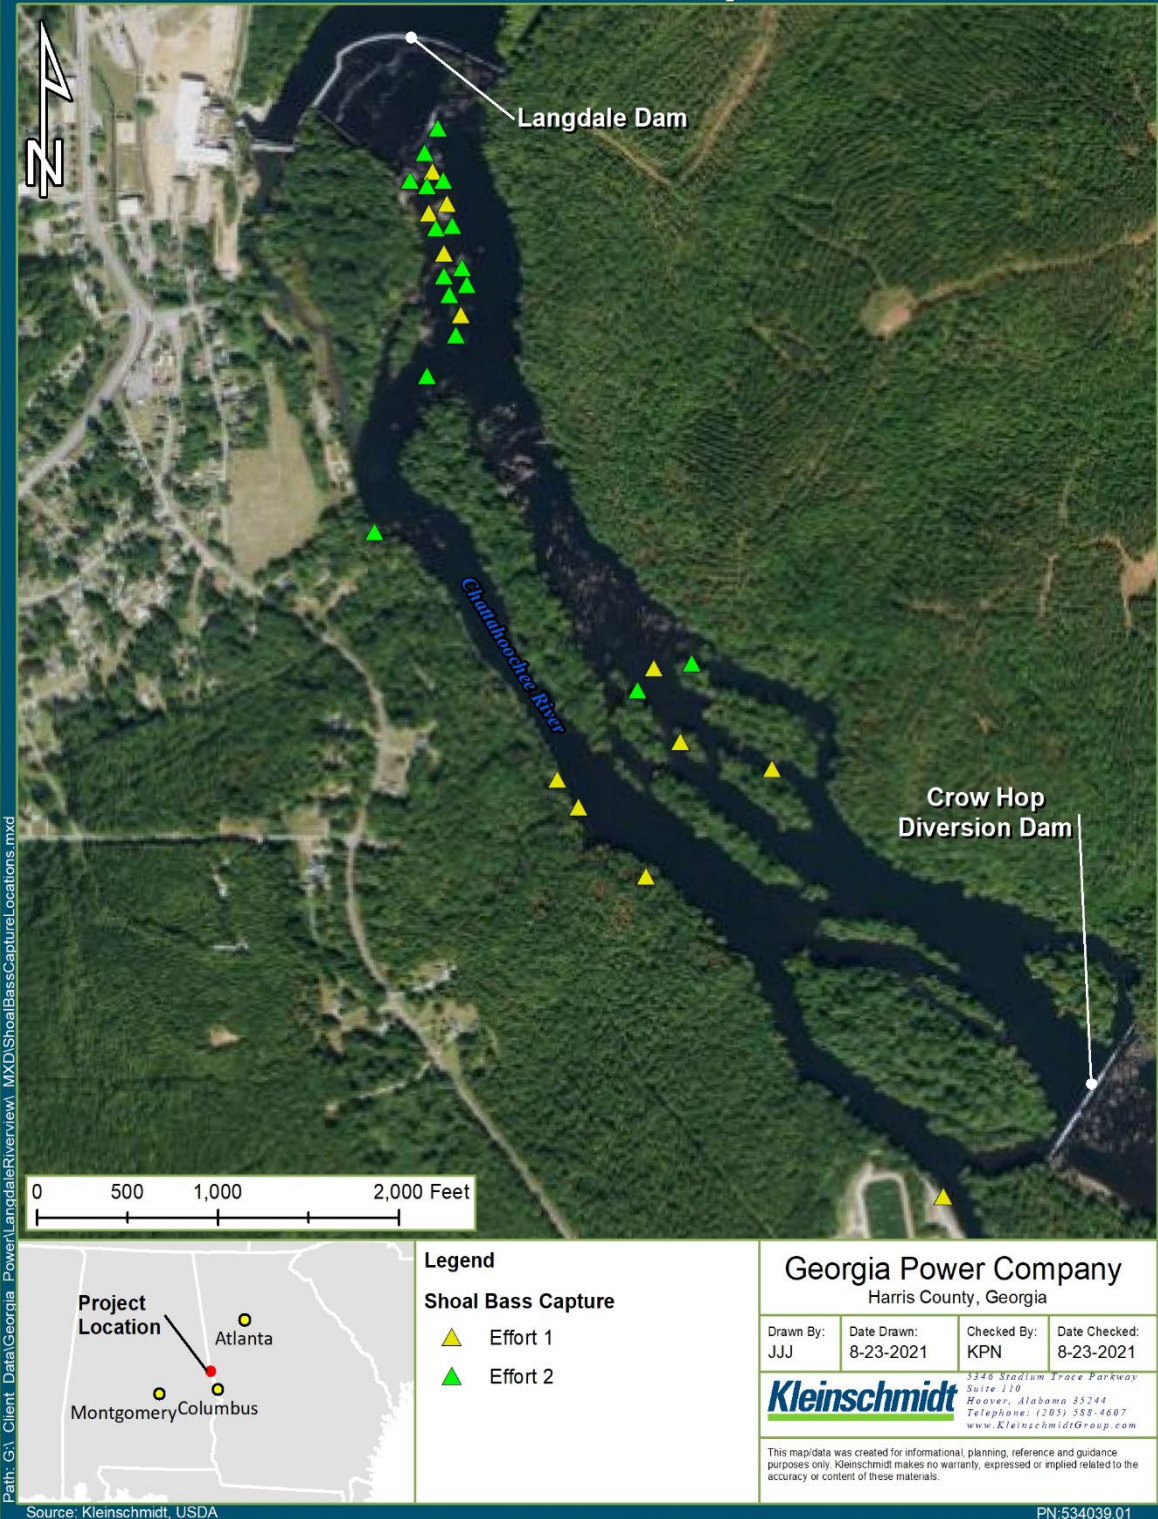 N
Langdale Dam
Chattahoochee River
Crow Hop
Diversion Dam
0 500 1,000 2,000 Feet
Path: G:\ Client Data\Georgia Power\LangdaleRiverview\ MXD\ShoalBassCaptureLocations.mxd
Project
Location
Atlanta
Montgomery
Columbus
Legend
Shoal Bass Capture
Effort 1
Effort 2
Georgia Power Company
Harris County, Georgia
Drawn By:
JJJ
Date Drawn:
8-23-2021
Checked By:
KPN
Date Checked:
8-23-2021
Kleinschmidt
5346 Stadium Trace Parkway
Suite 110
Hoover, Alabama 35244
Telephone: (205) 588-4607
www.KleinschmidtGroup.com
This map/data was created for informational, planning, reference and guidance
purposes only. Kleinschmidt makes no warranty, expressed or implied related to the
accuracy or content of these materials.
Source: Kleinschmidt, USDA
PN:534039.01